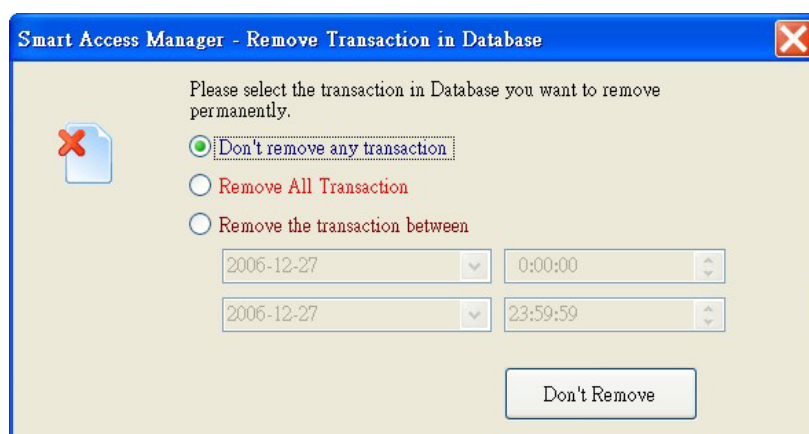 Smart Access Manager - Remove Transaction in Database
Please select the transaction in Database you want to remove
permanently.
Don't remove any transaction
Remove All Transaction
Remove the transaction between
2006-12-27 0:00:00
2006-12-27 23:59:59
Don't Remove